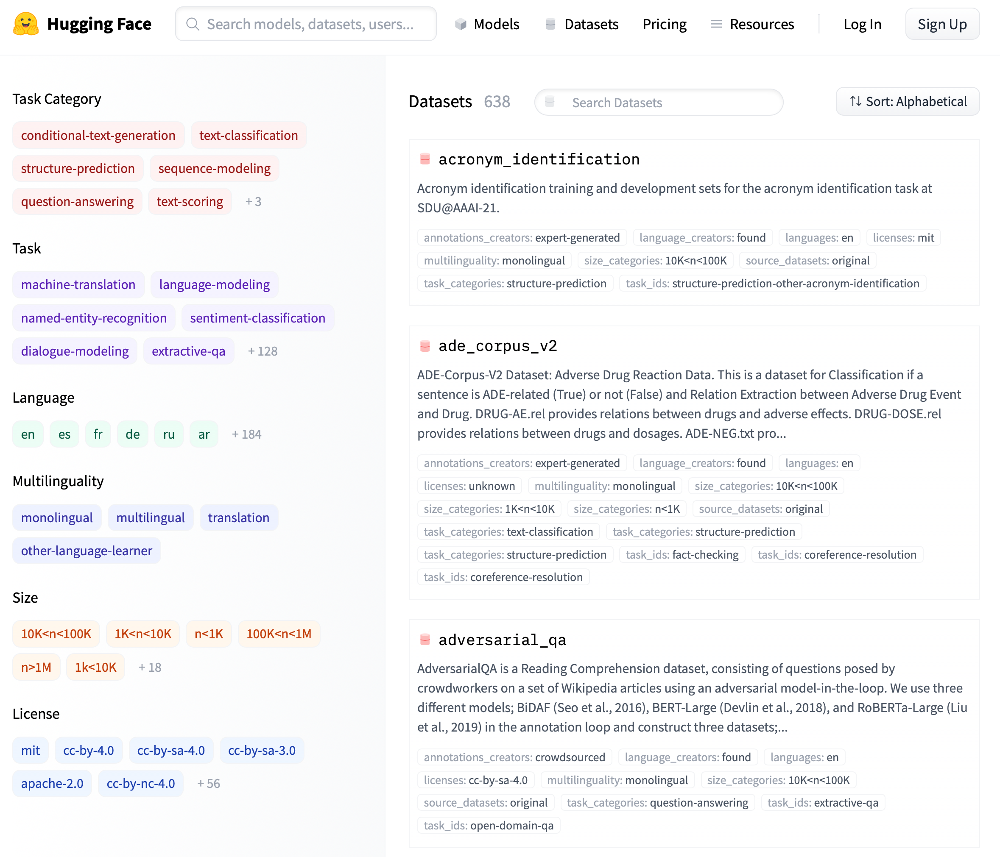 Hugging Face
Search models, datasets, users...
Models
Datasets
Pricing
Resources
Log In
Sign Up
Task Category
conditional-text-generation text-classification
structure-prediction sequence-modeling
question-answering text-scoring + 3
Task
machine-translation language-modeling
named-entity-recognition sentiment-classification
dialogue-modeling extractive-qa + 128
Language
en es fr de ru ar + 184
Multilinguality
monolingual multilingual translation
other-language-learner
Size
10K<n<100K 1K<n<10K n<1K 100K<n<1M
n>1M 1k<10K + 18
License
mit cc-by-4.0 cc-by-sa-4.0 cc-by-sa-3.0
apache-2.0 cc-by-nc-4.0 + 56
Datasets 638
Search Datasets
↑↓ Sort: Alphabetical
acronym_identification
Acronym identification training and development sets for the acronym identification task at
SDU@AAAI-21.
annotations_creators: expert-generated language_creators: found languages: en licenses: mit
multilinguality: monolingual size_categories: 10K<n<100K source_datasets: original
task_categories: structure-prediction task_ids: structure-prediction-other-acronym-identification
ade_corpus_v2
ADE-Corpus-V2 Dataset: Adverse Drug Reaction Data. This is a dataset for Classification if a
sentence is ADE-related (True) or not (False) and Relation Extraction between Adverse Drug Event
and Drug. DRUG-AE.rel provides relations between drugs and adverse effects. DRUG-DOSE.rel
provides relations between drugs and dosages. ADE-NEG.txt pro...
annotations_creators: expert-generated language_creators: found languages: en
licenses: unknown multilinguality: monolingual size_categories: 10K<n<100K
size_categories: 1K<n<10K size_categories: n<1K source_datasets: original
task_categories: text-classification task_categories: structure-prediction
task_categories: structure-prediction task_ids: fact-checking task_ids: coreference-resolution
task_ids: coreference-resolution
adversarial_qa
AdversarialQA is a Reading Comprehension dataset, consisting of questions posed by
crowdworkers on a set of Wikipedia articles using an adversarial model-in-the-loop. We use three
different models; BiDAF (Seo et al., 2016), BERT-Large (Devlin et al., 2018), and RoBERTa-Large (Liu
et al., 2019) in the annotation loop and construct three datasets;...
annotations_creators: crowdsourced language_creators: found languages: en
licenses: cc-by-sa-4.0 multilinguality: monolingual size_categories: 10K<n<100K
source_datasets: original task_categories: question-answering task_ids: extractive-qa
task_ids: open-domain-qa